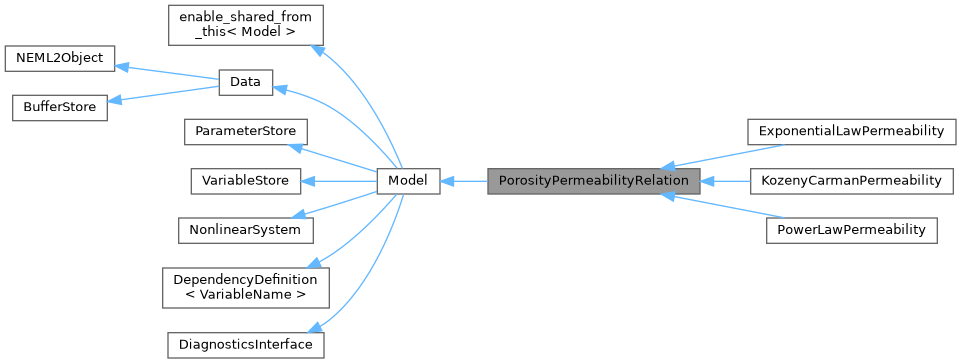 enable_shared_from
_this< Model >
NEML2Object
Data
BufferStore
ParameterStore
ExponentialLawPermeability
VariableStore
Model
PorosityPermeabilityRelation
KozenyCarmanPermeability
NonlinearSystem
PowerLawPermeability
DependencyDefinition
< VariableName >
DiagnosticsInterface